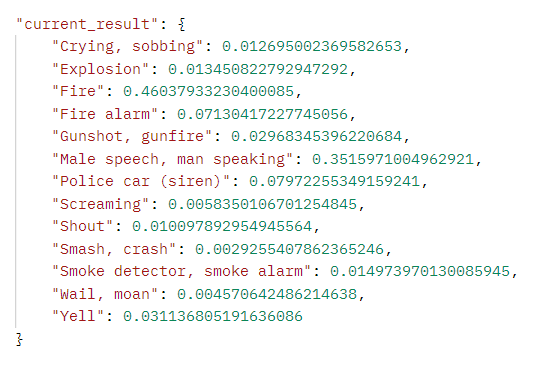 "current_result": {
"Crying, sobbing": 0.012695002369582653,
"Explosion": 0.013450822792947292,
"Fire": 0.46037933230400085,
"Fire alarm": 0.07130417227745056,
"Gunshot, gunfire": 0.02968345396220684,
"Male speech, man speaking": 0.3515971004962921,
"Police car (siren)": 0.07972255349159241,
"Screaming": 0.0058350106701254845,
"Shout": 0.010097892954945564,
"Smash, crash": 0.0029255407862365246,
"Smoke detector, smoke alarm": 0.014973970130085945,
"Wail, moan": 0.004570642486214638,
"Yell": 0.031136805191636086
}